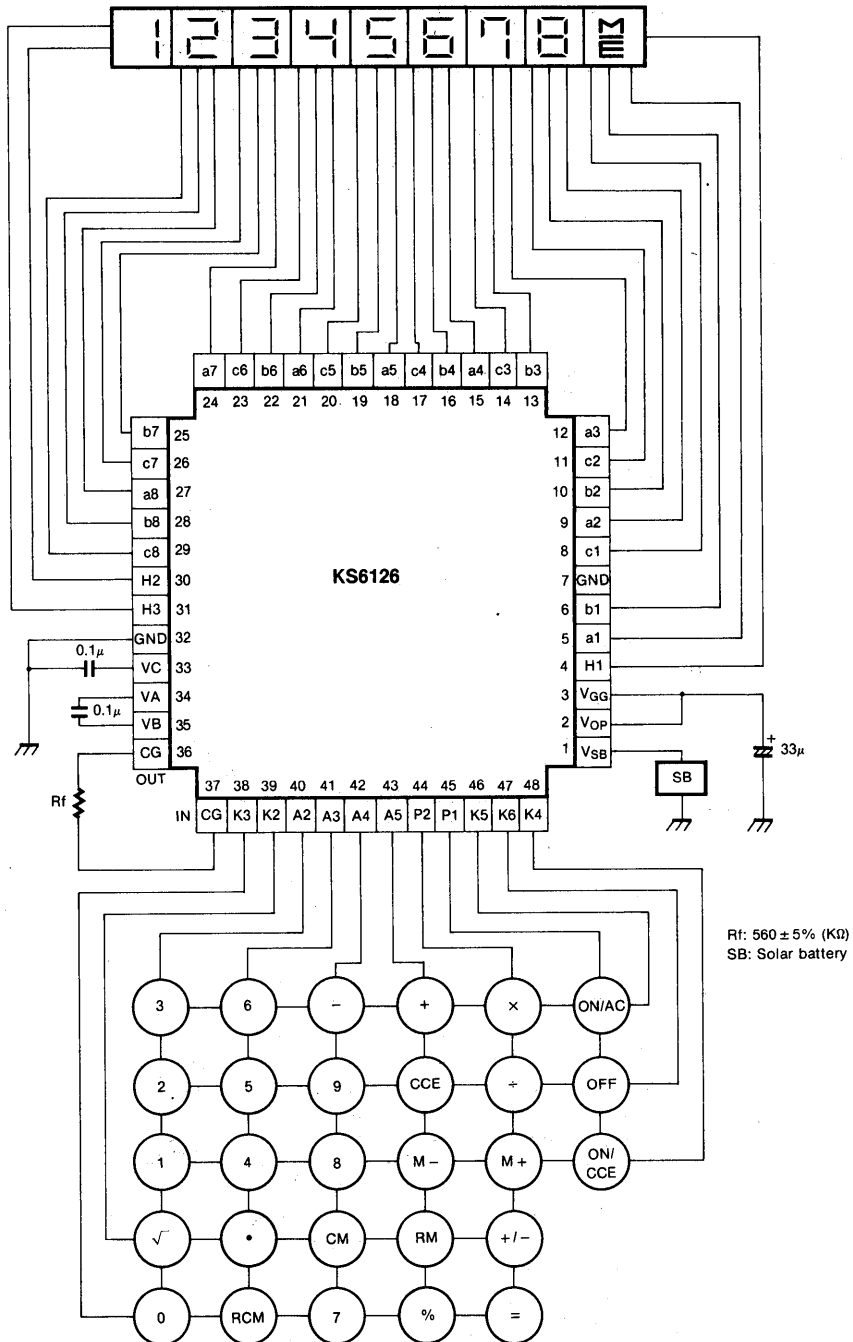 1 2 3 4 5 6 7 8 M E
a7 c6 b6 a6 c5 b5 a5 c4 b4 a4 c3 b3
24 23 22 21 20 19 18 17 16 15 14 13
b7 25
c7 26
a8 27
b8 28
c8 29
H2 30
H3 31
GND 32
VC 33
VA 34
VB 35
CG 36
OUT
0.1μ
0.1μ
Rf
KS6126
12 a3
11 c2
10 b2
9 a2
8 c1
7 GND
6 b1
5 a1
4 H1
3 VGG
2 VOP
1 VSB
SB
+
33μ
37 38 39 40 41 42 43 44 45 46 47 48
IN CG K3 K2 A2 A3 A4 A5 P2 P1 K5 K6 K4
Rf: 560 ± 5% (KΩ)
SB: Solar battery
3 6 − + × ON/AC
2 5 9 CCE ÷ OFF
1 4 8 M − M + ON/
CCE
√ • CM RM + / −
0 RCM 7 % =